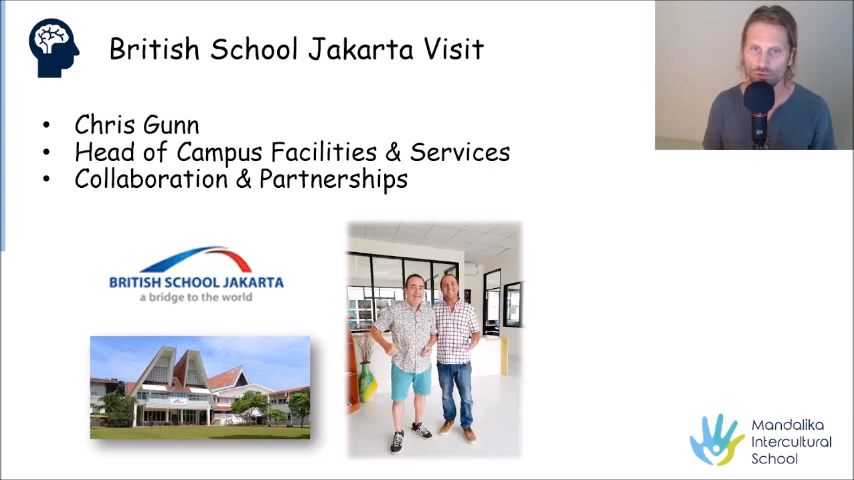 British School Jakarta Visit
• Chris Gunn
• Head of Campus Facilities & Services
• Collaboration & Partnerships
BRITISH SCHOOL JAKARTA
a bridge to the world
Mandalika
Intercultural
School